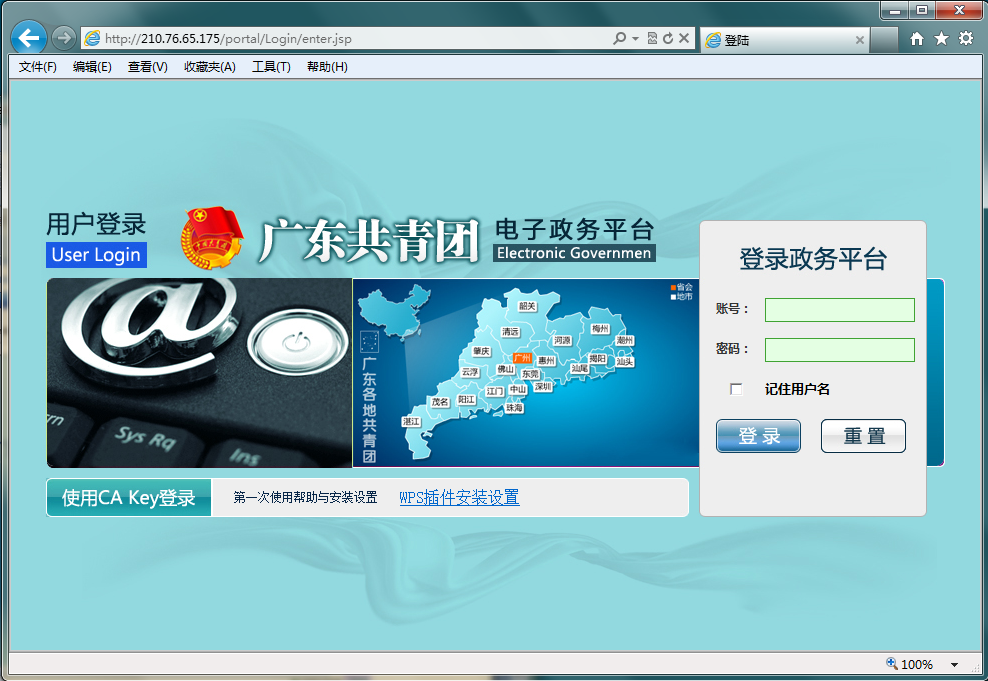 http://210.76.65.175/portal/Login/enter.jsp
登陆
文件(F) 编辑(E) 查看(V) 收藏夹(A) 工具(T) 帮助(H)
用户登录
User Login
广东共青团
电子政务平台
Electronic Governmen
广东各地共青团
省会
地市
韶关
清远
河源
梅州
潮州
肇庆
广州
惠州
揭阳
汕头
云浮
佛山
东莞
汕尾
深圳
江门
中山
茂名
阳江
珠海
湛江
Sys Rq
Ins
登录政务平台
账号：
密码：
记住用户名
登 录
重 置
使用CA Key登录
第一次使用帮助与安装设置
WPS插件安装设置
100%